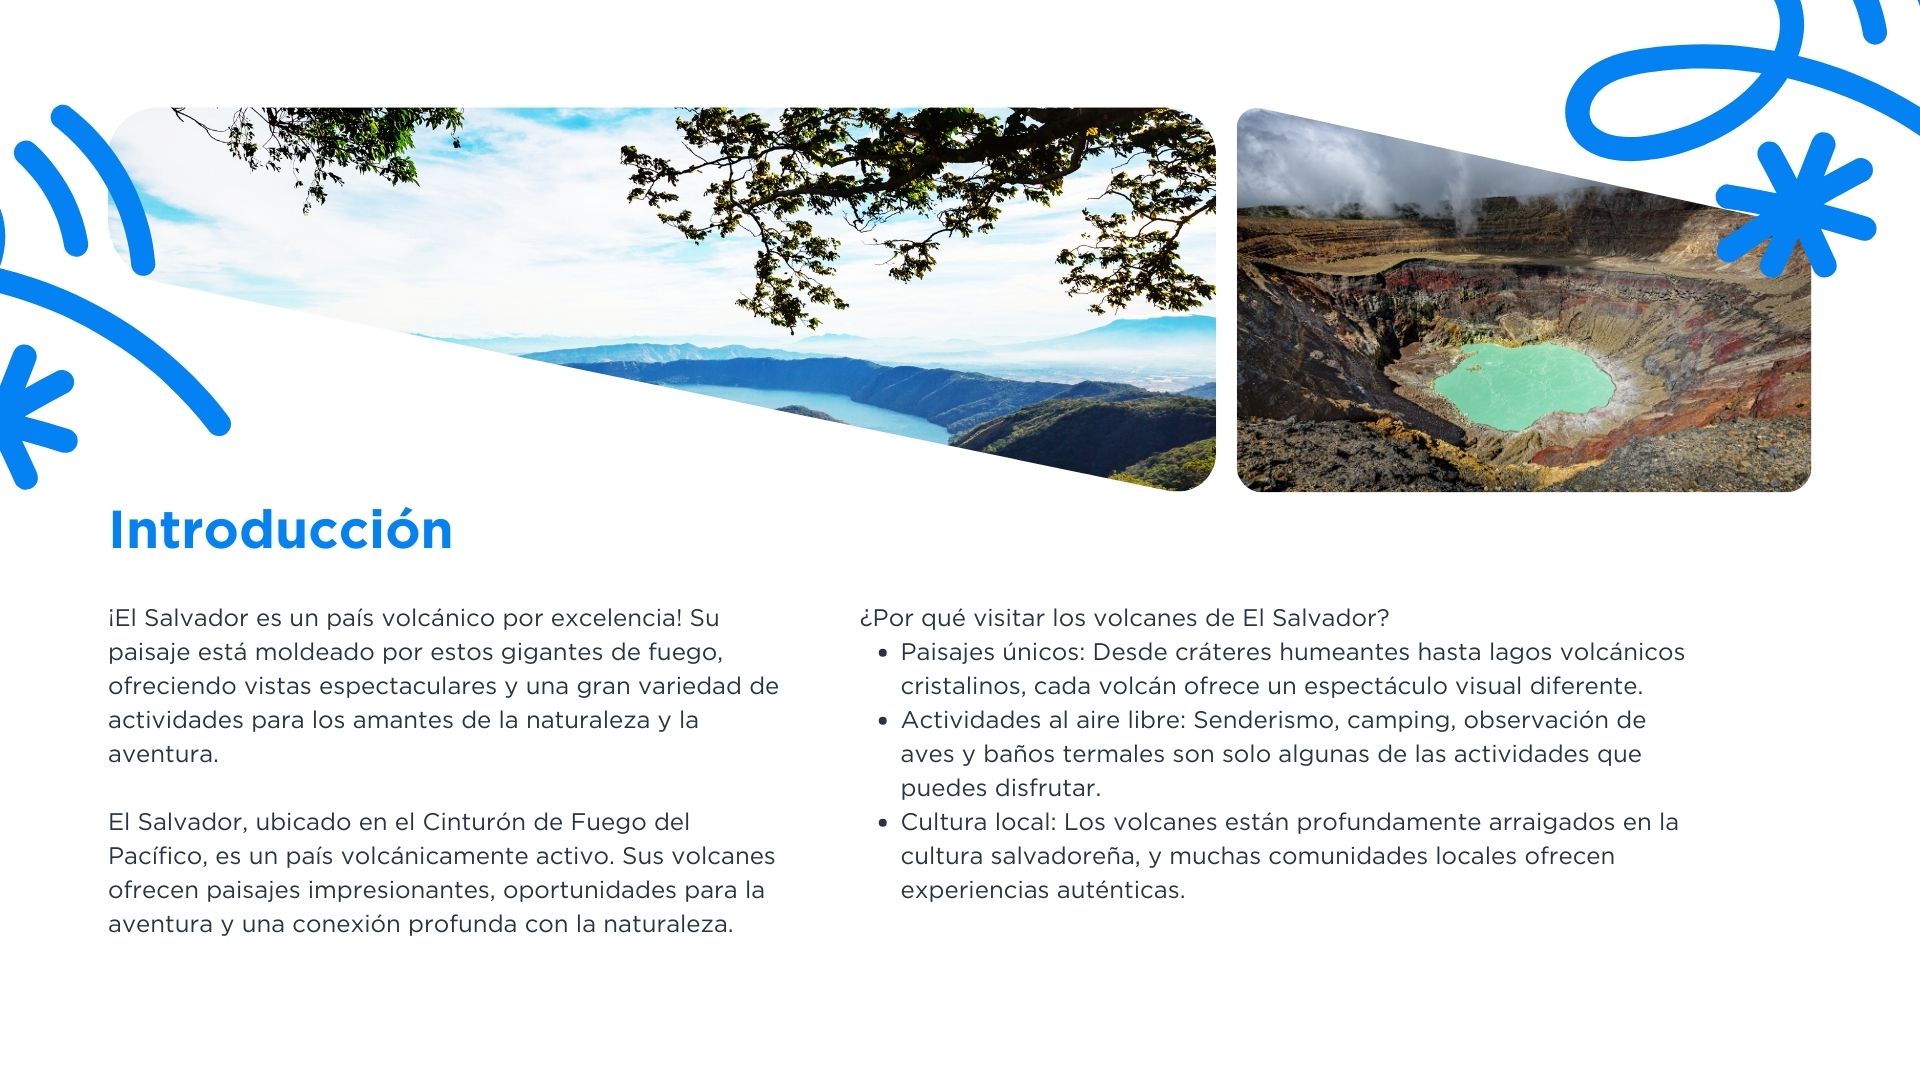 Introducción
¡El Salvador es un país volcánico por excelencia! Su
paisaje está moldeado por estos gigantes de fuego,
ofreciendo vistas espectaculares y una gran variedad de
actividades para los amantes de la naturaleza y la
aventura.
El Salvador, ubicado en el Cinturón de Fuego del
Pacífico, es un país volcánicamente activo. Sus volcanes
ofrecen paisajes impresionantes, oportunidades para la
aventura y una conexión profunda con la naturaleza.
¿Por qué visitar los volcanes de El Salvador?
• Paisajes únicos: Desde cráteres humeantes hasta lagos volcánicos
cristalinos, cada volcán ofrece un espectáculo visual diferente.
• Actividades al aire libre: Senderismo, camping, observación de
aves y baños termales son solo algunas de las actividades que
puedes disfrutar.
• Cultura local: Los volcanes están profundamente arraigados en la
cultura salvadoreña, y muchas comunidades locales ofrecen
experiencias auténticas.